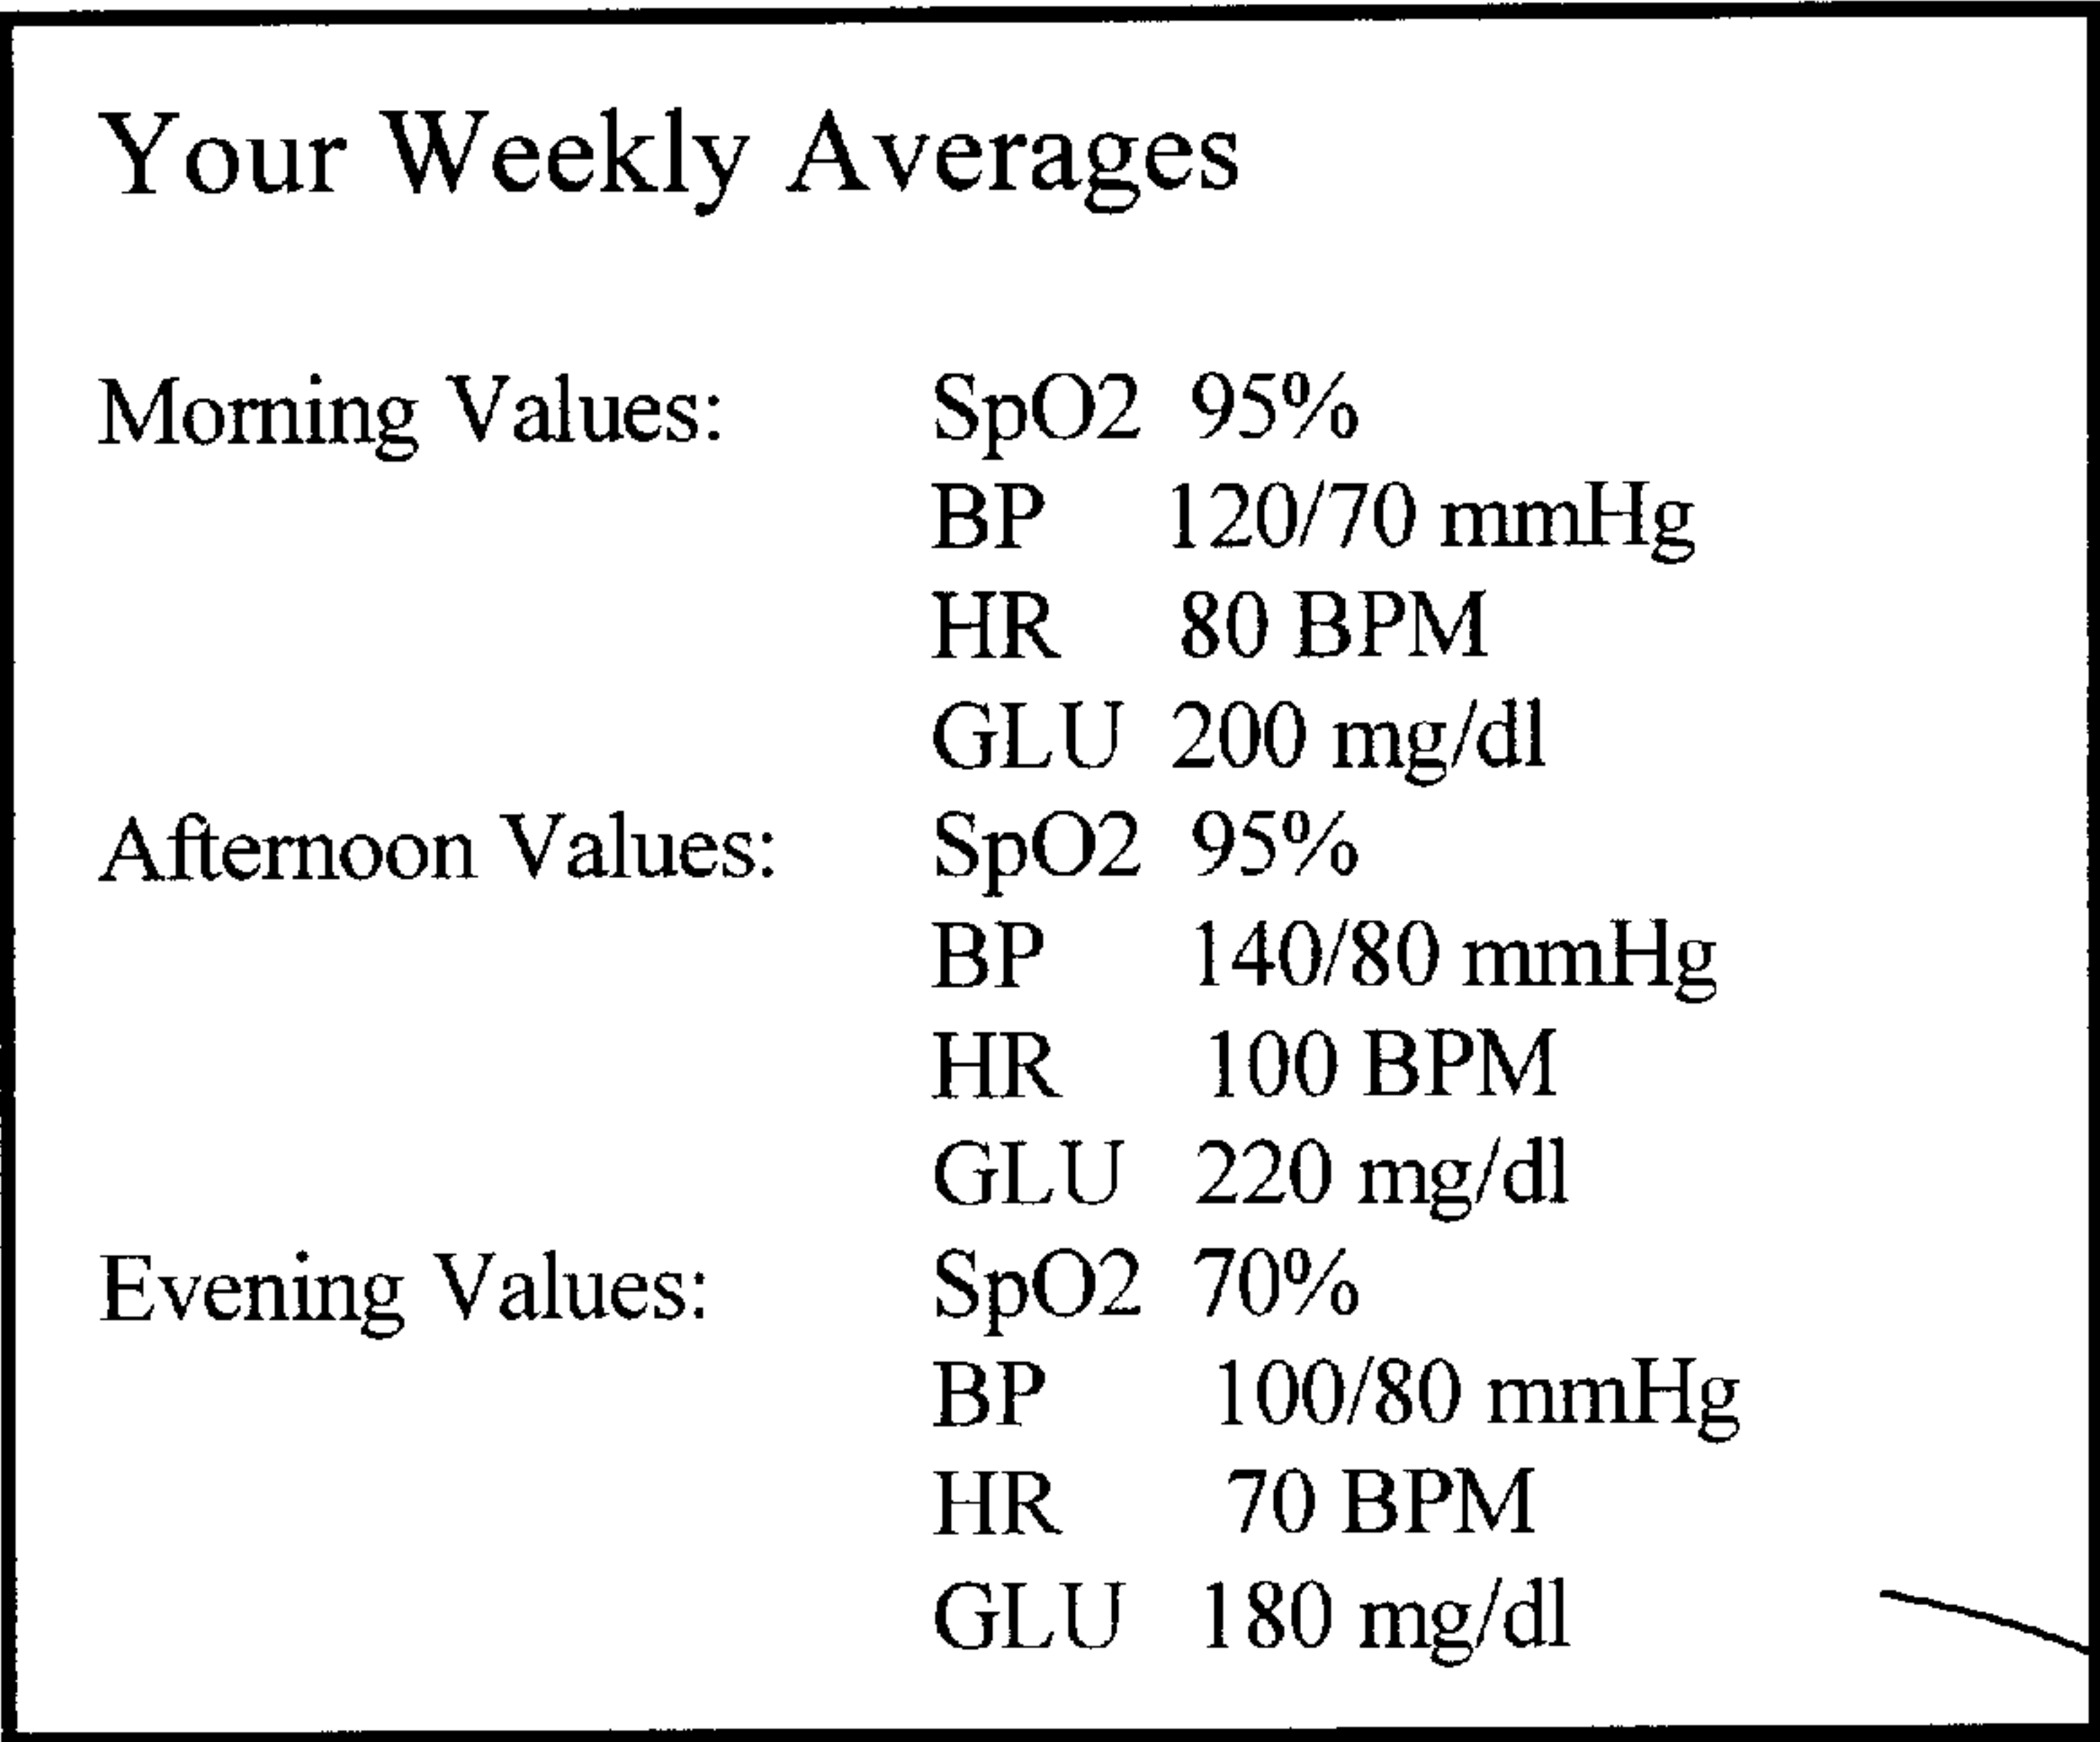 Your Weekly Averages
Morning Values: SpO2 95%
BP 120/70 mmHg
HR 80 BPM
GLU 200 mg/dl
Afternoon Values: SpO2 95%
BP 140/80 mmHg
HR 100 BPM
GLU 220 mg/dl
Evening Values: SpO2 70%
BP 100/80 mmHg
HR 70 BPM
GLU 180 mg/dl